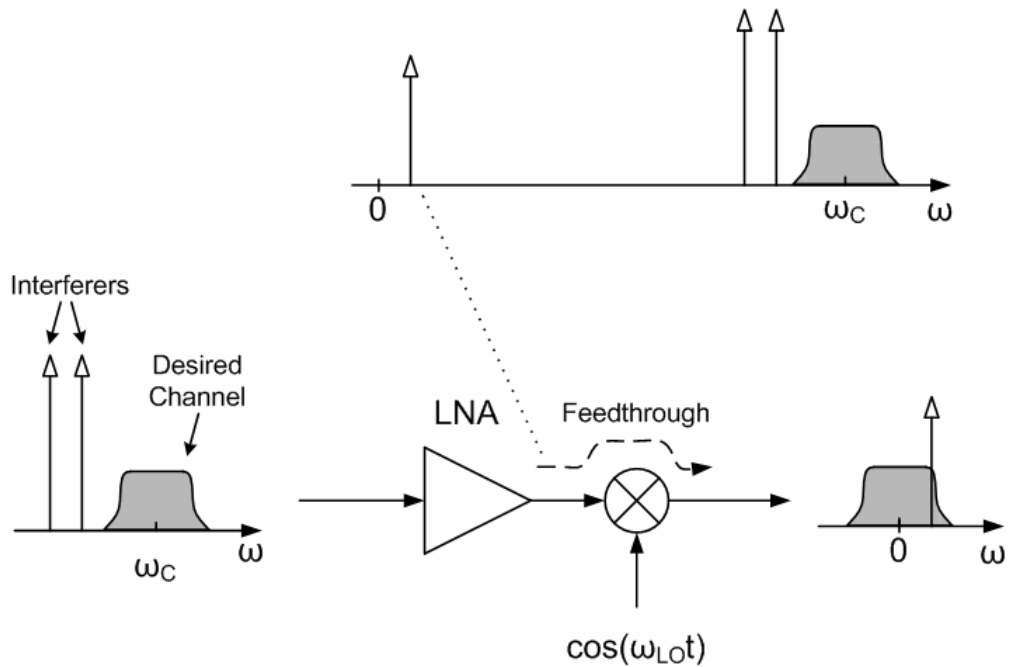 0
ωC
ω
Interferers
Desired
Channel
LNA
Feedthrough
ωC
ω
0
ω
cos(ωLOt)